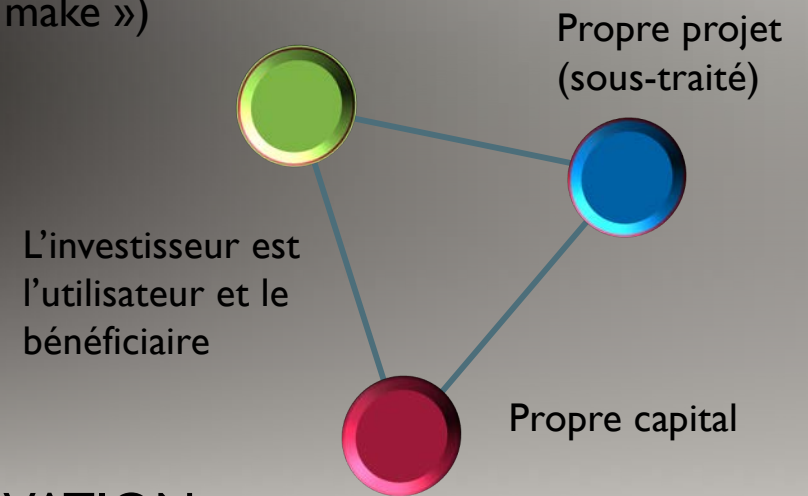 make »)
Propre projet
(sous-traité)
L'investisseur est
l'utilisateur et le
bénéficiaire
Propre capital